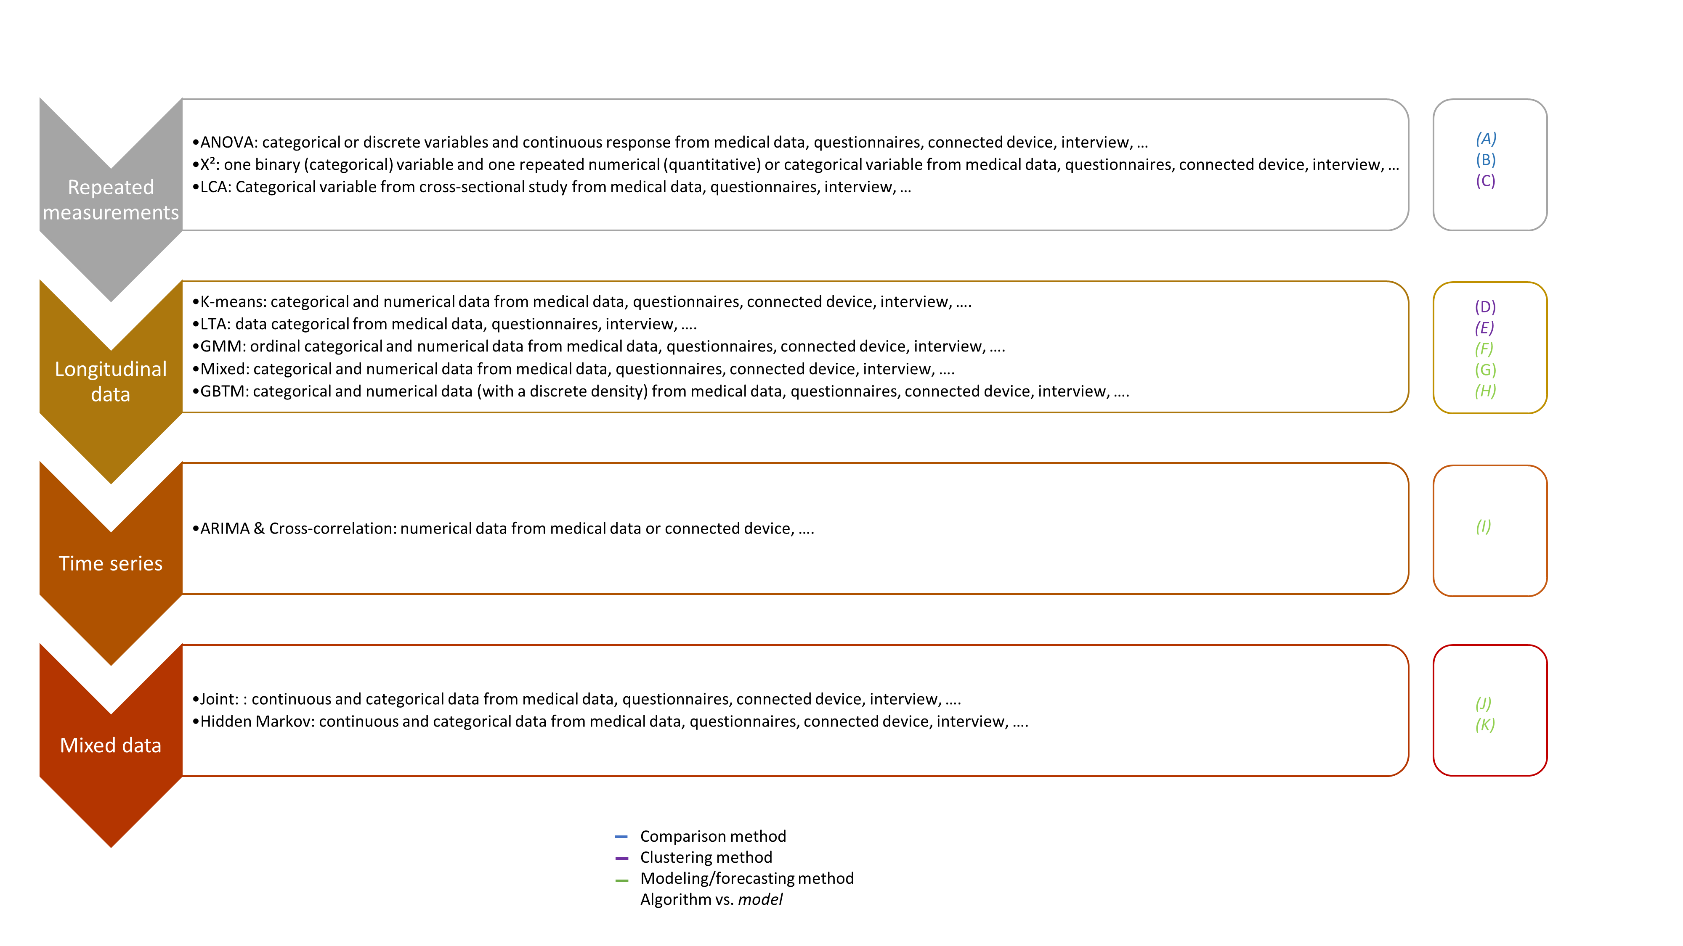 Repeated
measurements
•ANOVA: categorical or discrete variables and continuous response from medical data, questionnaires, connected device, interview, ...
•X²: one binary (categorical) variable and one repeated numerical (quantitative) or categorical variable from medical data, questionnaires, connected device, interview, ...
•LCA: Categorical variable from cross-sectional study from medical data, questionnaires, interview, ...
(A)
(B)
(C)
Longitudinal
data
•K-means: categorical and numerical data from medical data, questionnaires, connected device, interview, ....
•LTA: data categorical from medical data, questionnaires, interview, ....
•GMM: ordinal categorical and numerical data from medical data, questionnaires, connected device, interview, ....
•Mixed: categorical and numerical data from medical data, questionnaires, connected device, interview, ....
•GBTM: categorical and numerical data (with a discrete density) from medical data, questionnaires, connected device, interview, ....
(D)
(E)
(F)
(G)
(H)
Time series
•ARIMA & Cross-correlation: numerical data from medical data or connected device, ....
(I)
Mixed data
•Joint: : continuous and categorical data from medical data, questionnaires, connected device, interview, ....
•Hidden Markov: continuous and categorical data from medical data, questionnaires, connected device, interview, ....
(J)
(K)
Comparison method
Clustering method
Modeling/forecasting method
Algorithm vs. model